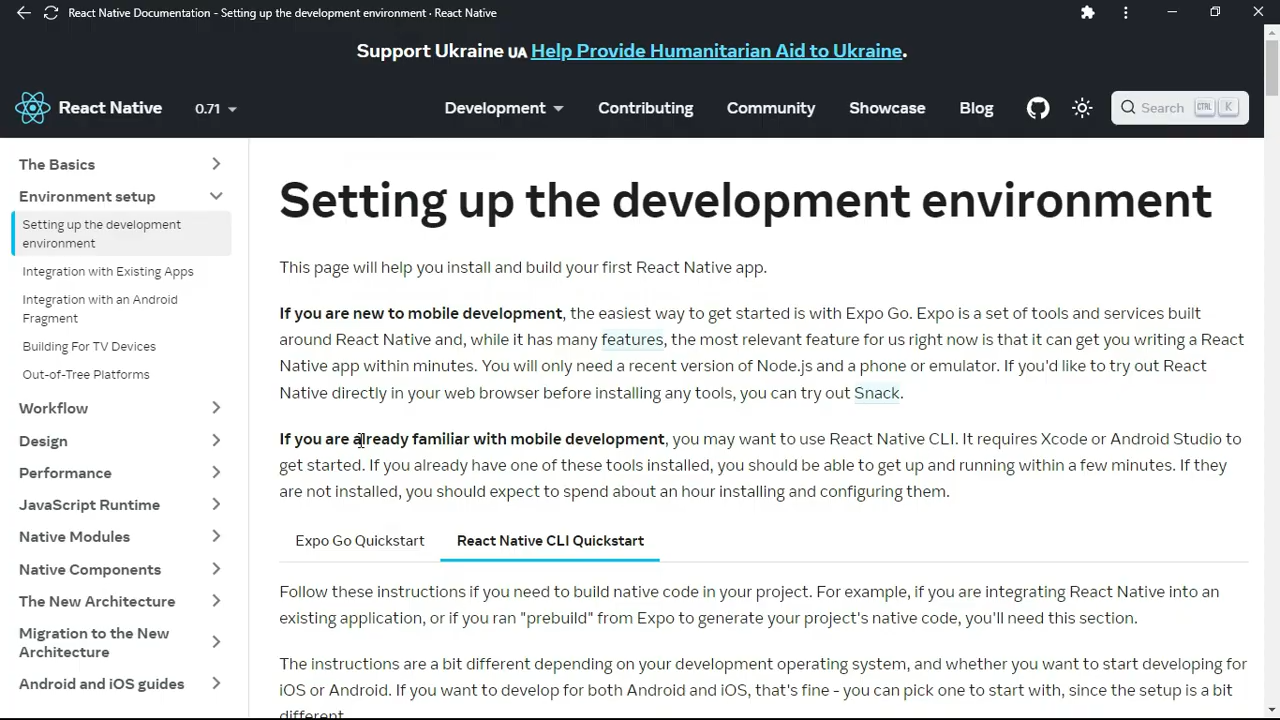 React Native Documentation - Setting up the development environment · React Native
Support Ukraine 🇺🇦 Help Provide Humanitarian Aid to Ukraine.
React Native 0.71 Development Contributing Community Showcase Blog Search CTRL K
The Basics
Environment setup
Setting up the development
environment
Integration with Existing Apps
Integration with an Android
Fragment
Building For TV Devices
Out-of-Tree Platforms
Workflow
Design
Performance
JavaScript Runtime
Native Modules
Native Components
The New Architecture
Migration to the New
Architecture
Android and iOS guides
Setting up the development environment
This page will help you install and build your first React Native app.
If you are new to mobile development, the easiest way to get started is with Expo Go. Expo is a set of tools and services built
around React Native and, while it has many features, the most relevant feature for us right now is that it can get you writing a React
Native app within minutes. You will only need a recent version of Node.js and a phone or emulator. If you'd like to try out React
Native directly in your web browser before installing any tools, you can try out Snack.
If you are already familiar with mobile development, you may want to use React Native CLI. It requires Xcode or Android Studio to
get started. If you already have one of these tools installed, you should be able to get up and running within a few minutes. If they
are not installed, you should expect to spend about an hour installing and configuring them.
Expo Go Quickstart React Native CLI Quickstart
Follow these instructions if you need to build native code in your project. For example, if you are integrating React Native into an
existing application, or if you ran "prebuild" from Expo to generate your project's native code, you'll need this section.
The instructions are a bit different depending on your development operating system, and whether you want to start developing for
iOS or Android. If you want to develop for both Android and iOS, that's fine - you can pick one to start with, since the setup is a bit
different.